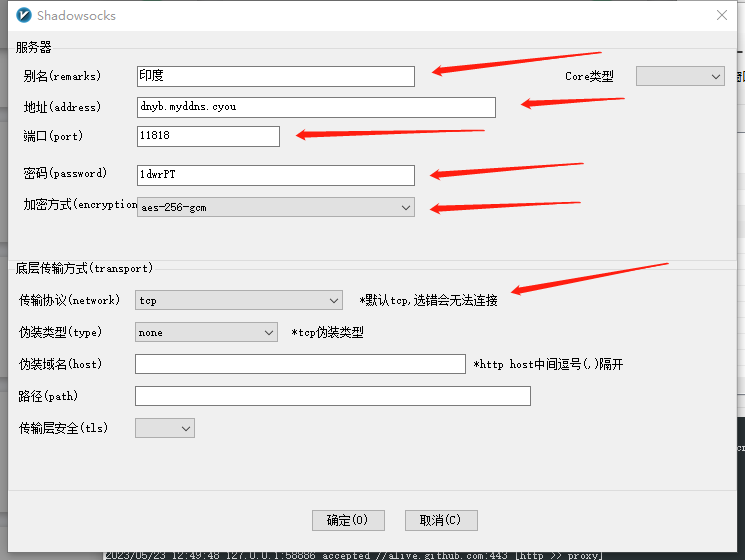 Shadowsocks
服务器
别名(remarks) 印度 Core类型
地址(address) dnyb.myddns.cyou
端口(port) 11818
密码(password) 1dwrPT
加密方式(encryption aes-256-gcm
底层传输方式(transport)
传输协议(network) tcp *默认tcp,选错会无法连接
伪装类型(type) none *tcp伪装类型
伪装域名(host) *http host中间逗号(,)隔开
路径(path)
传输层安全(tls)
确定(O) 取消(C)
2023/05/23 12:49:48 127.0.0.1:58886 accepted //alive.github.com:443 [http >> proxy]